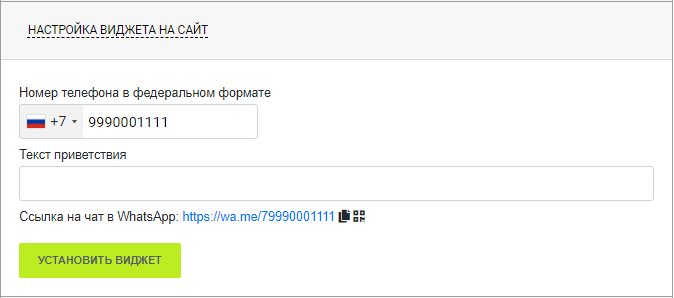 НАСТРОЙКА ВИДЖЕТА НА САЙТ
Номер телефона в федеральном формате
+7 9990001111
Текст приветствия
Ссылка на чат в WhatsApp: https://wa.me/79990001111
УСТАНОВИТЬ ВИДЖЕТ